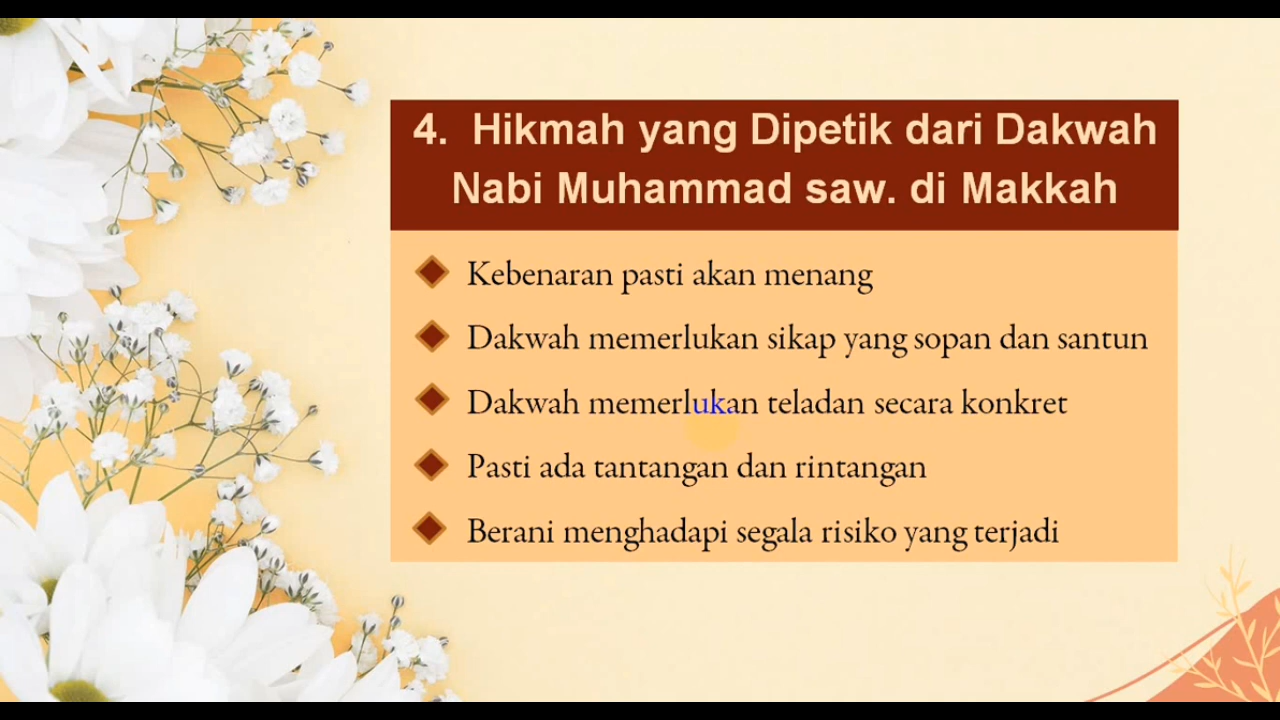 4. Hikmah yang Dipetik dari Dakwah
Nabi Muhammad saw. di Makkah
Kebenaran pasti akan menang
Dakwah memerlukan sikap yang sopan dan santun
Dakwah memerlukan teladan secara konkret
Pasti ada tantangan dan rintangan
Berani menghadapi segala risiko yang terjadi